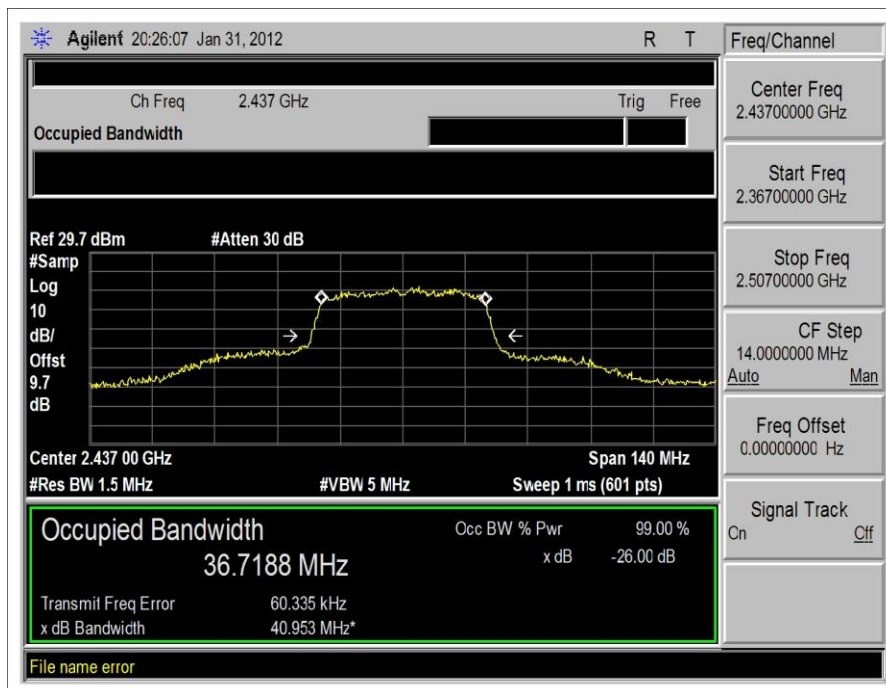 Agilent 20:26:07 Jan 31, 2012 R T
Freq/Channel
Ch Freq 2.437 GHz Trig Free
Occupied Bandwidth
Center Freq
2.43700000 GHz
Start Freq
2.36700000 GHz
Stop Freq
2.50700000 GHz
CF Step
14.0000000 MHz
Auto Man
Freq Offset
0.00000000 Hz
Signal Track
On Off
Ref 29.7 dBm #Atten 30 dB
#Samp
Log
10
dB/
Offst
9.7
dB
Center 2.437 00 GHz Span 140 MHz
#Res BW 1.5 MHz #VBW 5 MHz Sweep 1 ms (601 pts)
Occupied Bandwidth Occ BW % Pwr 99.00 %
36.7188 MHz x dB -26.00 dB
Transmit Freq Error 60.335 kHz
x dB Bandwidth 40.953 MHz*
File name error